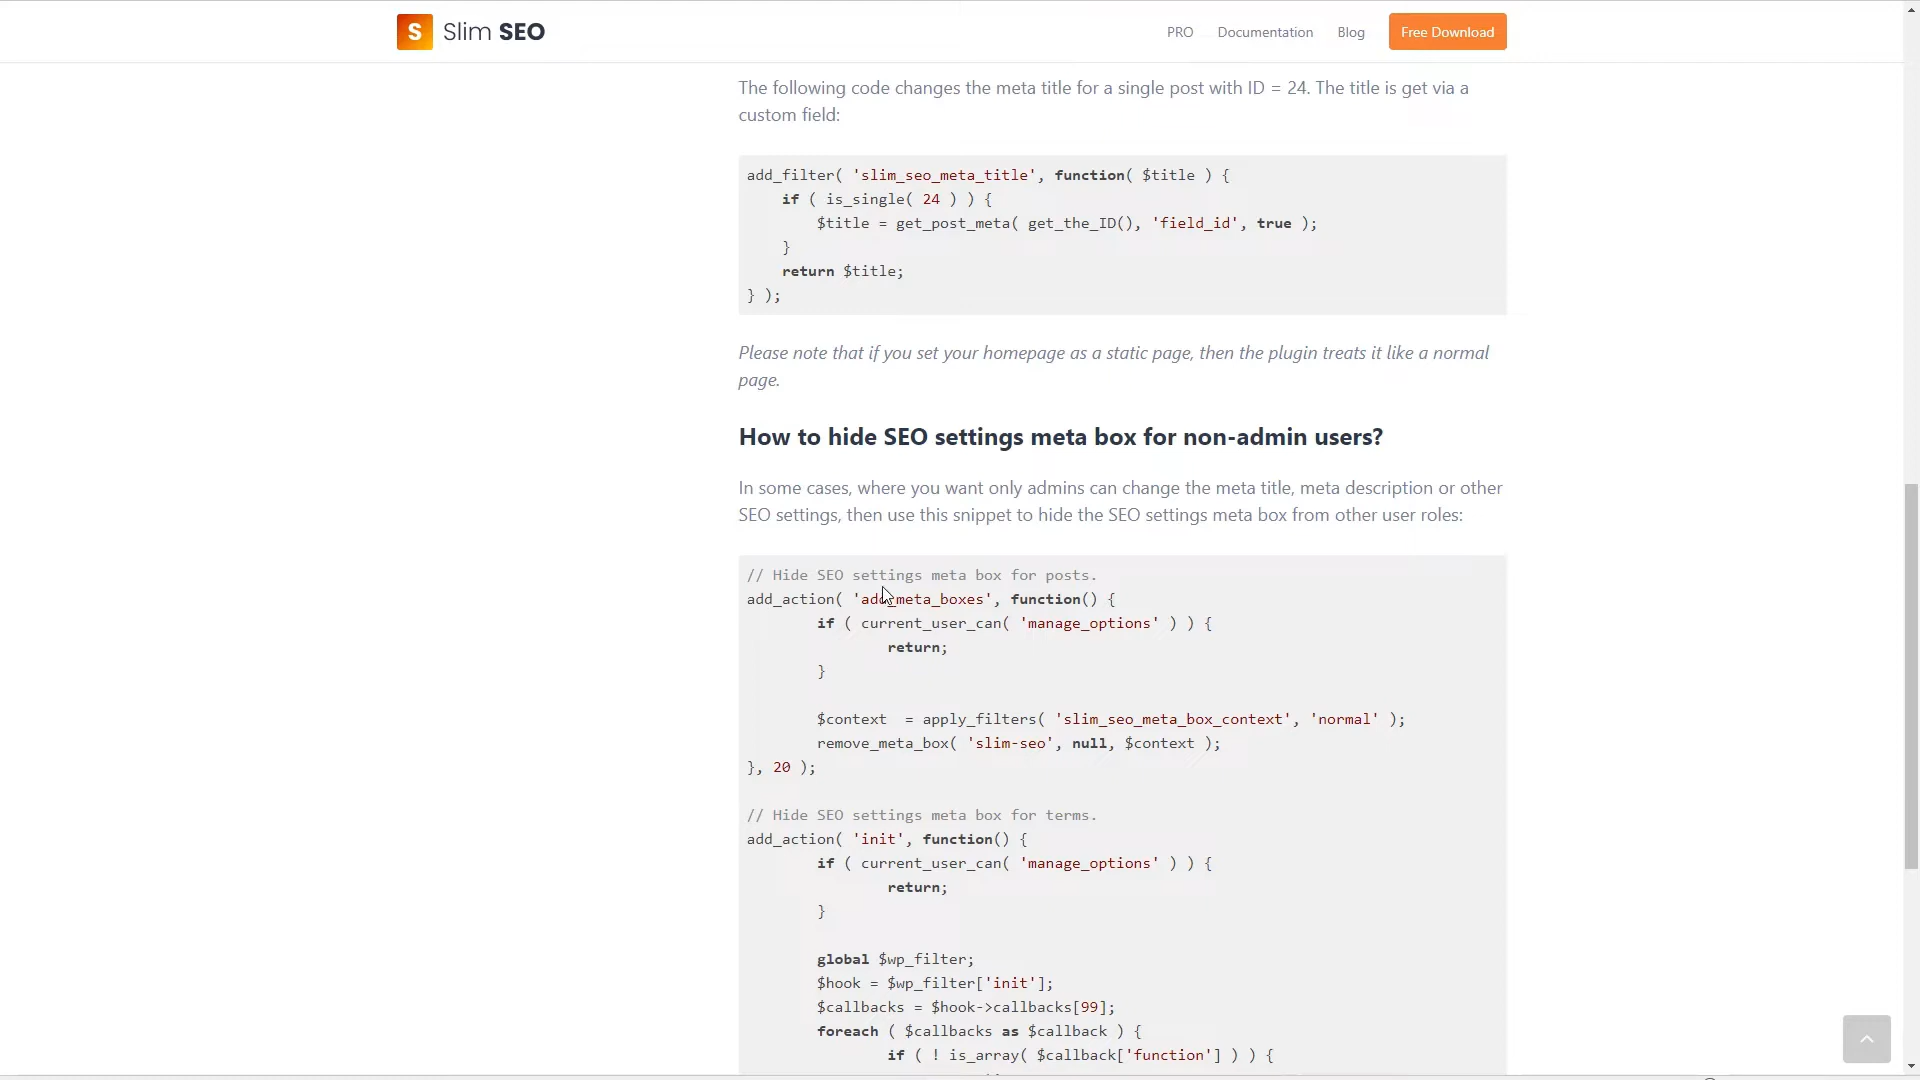 S Slim SEO
PRO Documentation Blog Free Download
The following code changes the meta title for a single post with ID = 24. The title is get via a
custom field:
add_filter( 'slim_seo_meta_title', function( $title ) {
    if ( is_single( 24 ) ) {
        $title = get_post_meta( get_the_ID(), 'field_id', true );
    }
    return $title;
} );
Please note that if you set your homepage as a static page, then the plugin treats it like a normal
page.
How to hide SEO settings meta box for non-admin users?
In some cases, where you want only admins can change the meta title, meta description or other
SEO settings, then use this snippet to hide the SEO settings meta box from other user roles:
// Hide SEO settings meta box for posts.
add_action( 'add_meta_boxes', function() {
        if ( current_user_can( 'manage_options' ) ) {
                return;
        }
        $context  = apply_filters( 'slim_seo_meta_box_context', 'normal' );
        remove_meta_box( 'slim-seo', null, $context );
}, 20 );
// Hide SEO settings meta box for terms.
add_action( 'init', function() {
        if ( current_user_can( 'manage_options' ) ) {
                return;
        }
        global $wp_filter;
        $hook = $wp_filter['init'];
        $callbacks = $hook->callbacks[99];
        foreach ( $callbacks as $callback ) {
                if ( ! is_array( $callback['function'] ) ) {